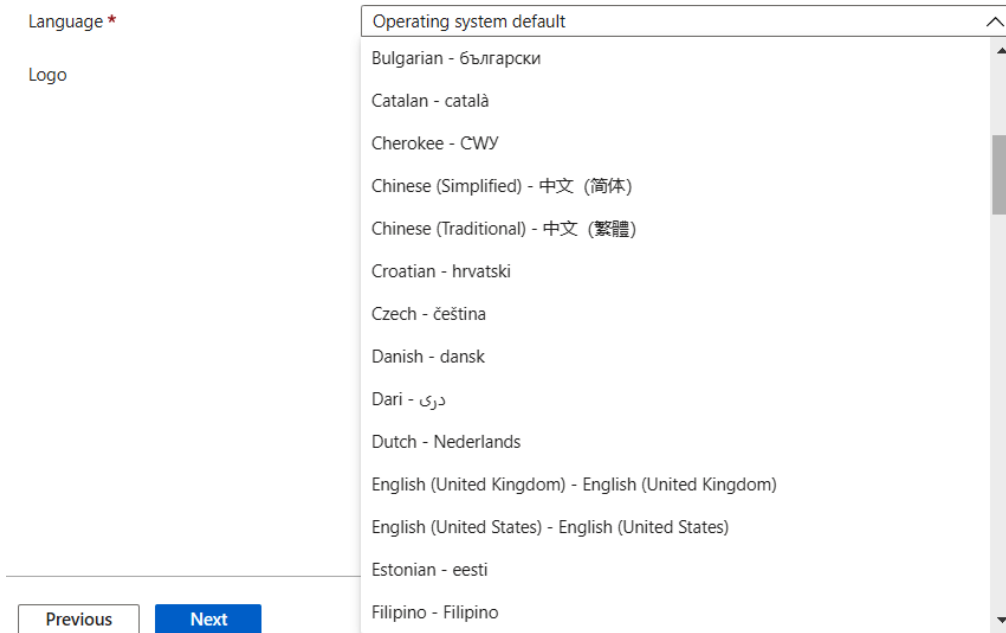 Language *
Operating system default
Logo
Bulgarian - български
Catalan - català
Cherokee - ᏣᎳᎩ
Chinese (Simplified) - 中文 (简体)
Chinese (Traditional) - 中文 (繁體)
Croatian - hrvatski
Czech - čeština
Danish - dansk
Dari - درى
Dutch - Nederlands
English (United Kingdom) - English (United Kingdom)
English (United States) - English (United States)
Estonian - eesti
Filipino - Filipino
Previous
Next